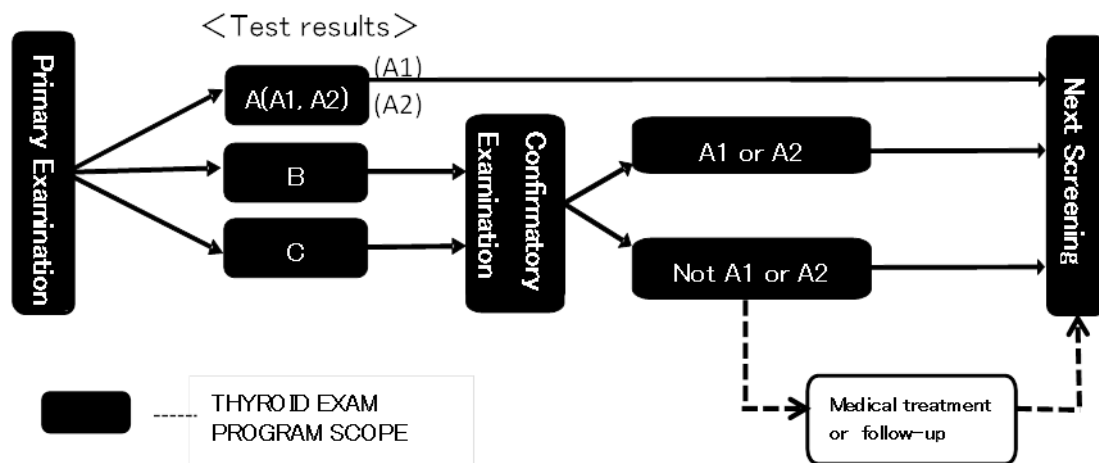 <Test results>
Primary Examination
A(A1, A2)
(A1)
(A2)
B
C
Confirmatory
Examination
A1 or A2
Not A1 or A2
Next Screening
Medical treatment
or follow-up
THYROID EXAM
PROGRAM SCOPE